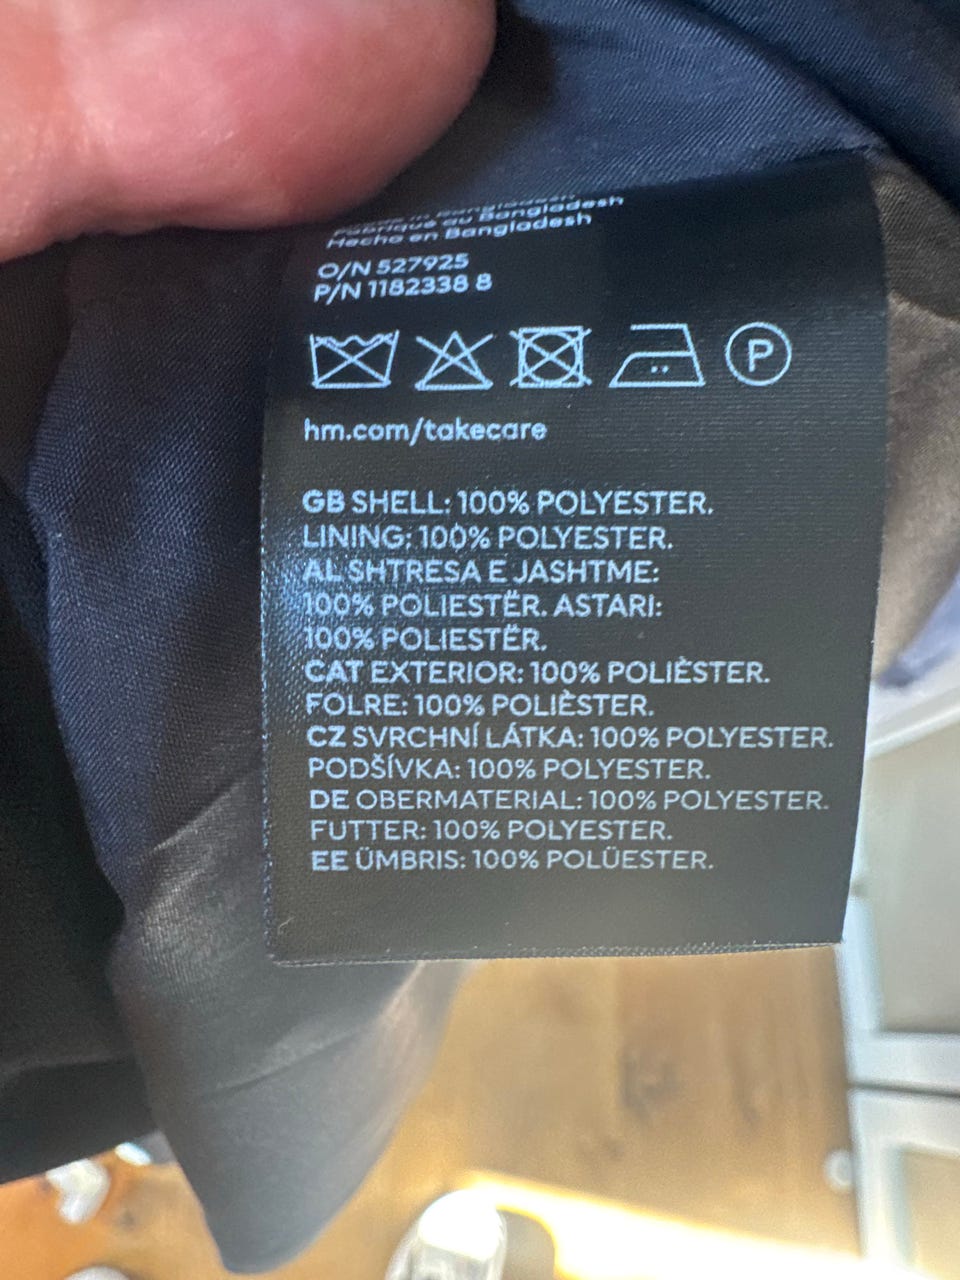 Fabriqué au Bangladesh
Hecho en Bangladesh
O/N 527925
P/N 1182338 8
P
hm.com/takecare
GB SHELL: 100% POLYESTER.
LINING: 100% POLYESTER.
AL SHTRESA E JASHTME:
100% POLIESTËR. ASTARI:
100% POLIESTËR.
CAT EXTERIOR: 100% POLIÈSTER.
FOLRE: 100% POLIÈSTER.
CZ SVRCHNÍ LÁTKA: 100% POLYESTER.
PODŠÍVKA: 100% POLYESTER.
DE OBERMATERIAL: 100% POLYESTER.
FUTTER: 100% POLYESTER.
EE ÜMBRIS: 100% POLÜESTER.